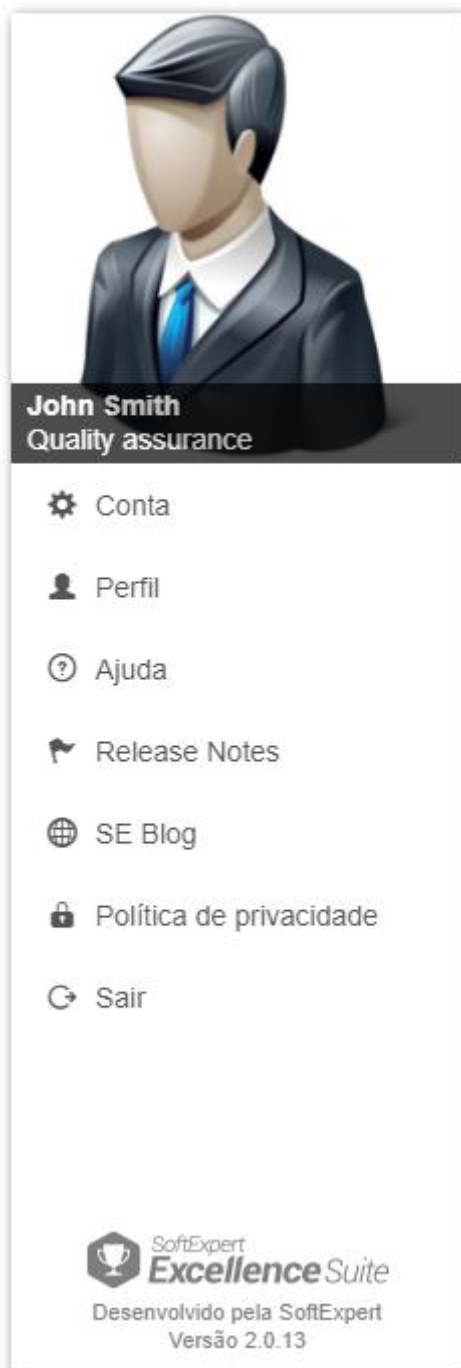 John Smith
Quality assurance
Conta
Perfil
Ajuda
Release Notes
SE Blog
Política de privacidade
Sair
SoftExpert
Excellence Suite
Desenvolvido pela SoftExpert
Versão 2.0.13